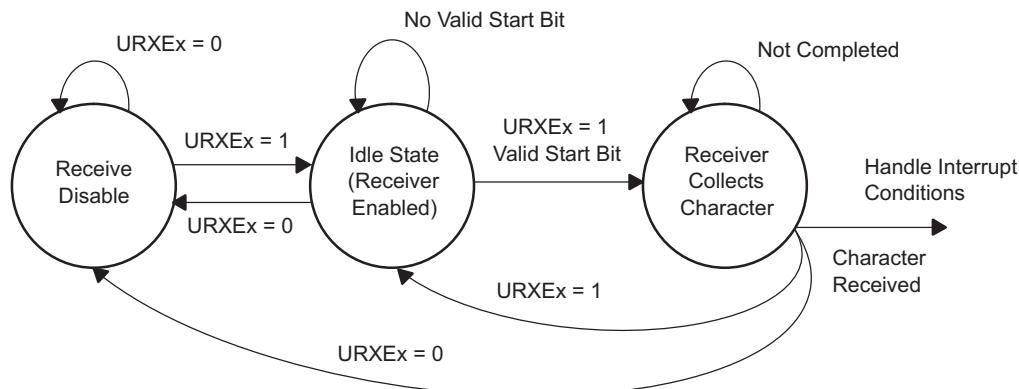 No Valid Start Bit
URXEx = 0
Not Completed
URXEx = 1
URXEx = 1
Valid Start Bit
Receive
Disable
Idle State
(Receiver
Enabled)
Receiver
Collects
Character
Handle Interrupt
Conditions
URXEx = 0
Character
Received
URXEx = 1
URXEx = 0